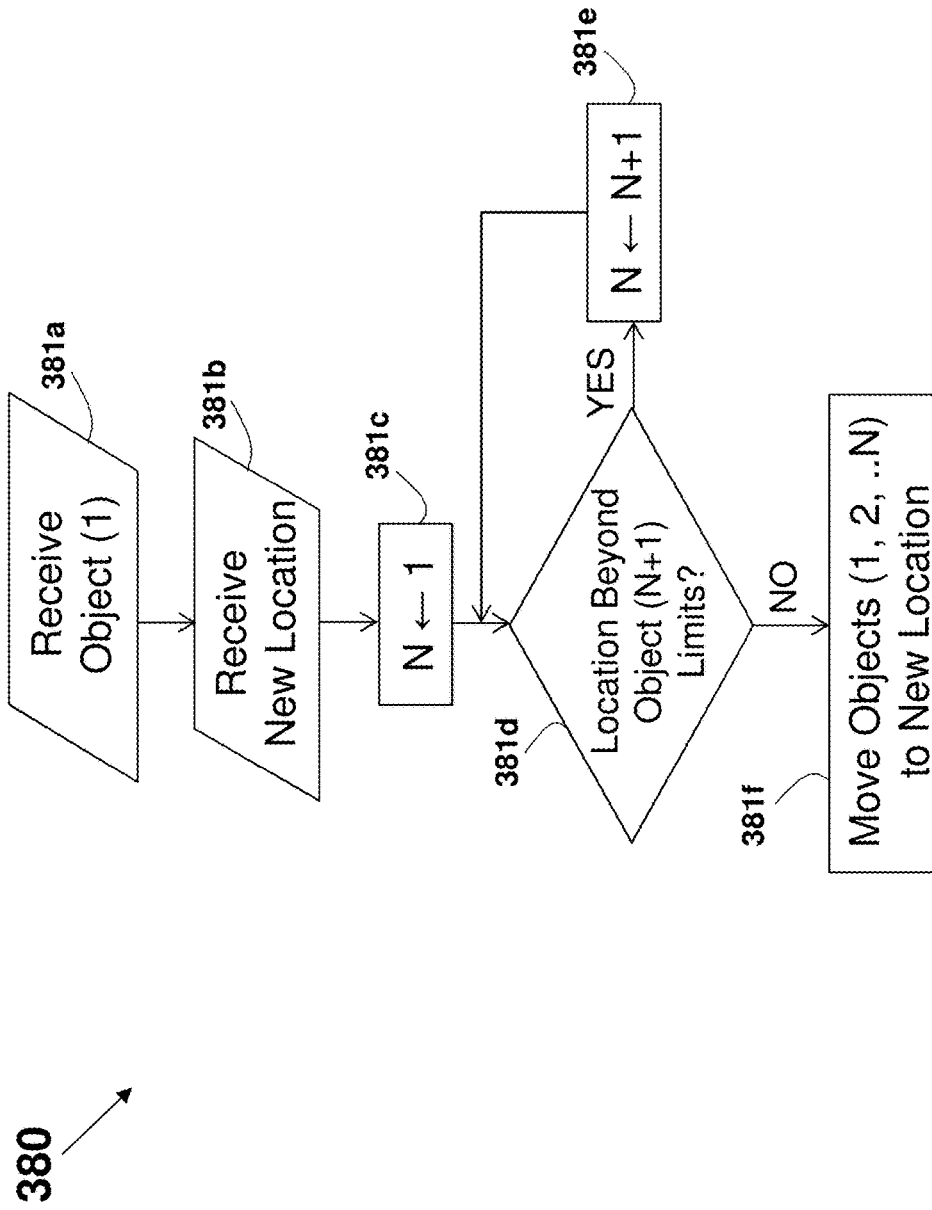 380
Receive
Object (1)
381a
Receive
New Location
381b
N ← 1
381c
Location Beyond
Object (N+1)
Limits?
381d
YES
N ← N+1
381e
NO
Move Objects (1, 2, ..N)
to New Location
381f